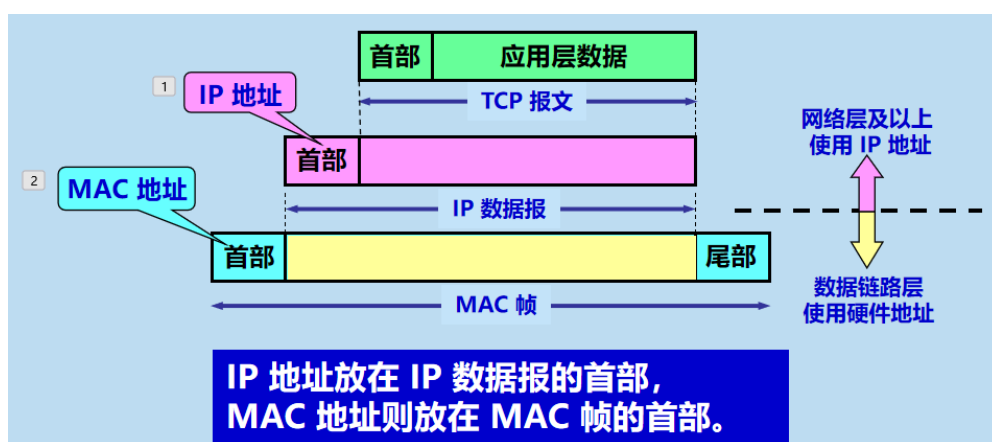 首部 应用层数据
1 IP 地址
TCP 报文
网络层及以上
使用 IP 地址
首部
2 MAC 地址
IP 数据报
首部 尾部
数据链路层
使用硬件地址
MAC 帧
IP 地址放在 IP 数据报的首部，
MAC 地址则放在 MAC 帧的首部。